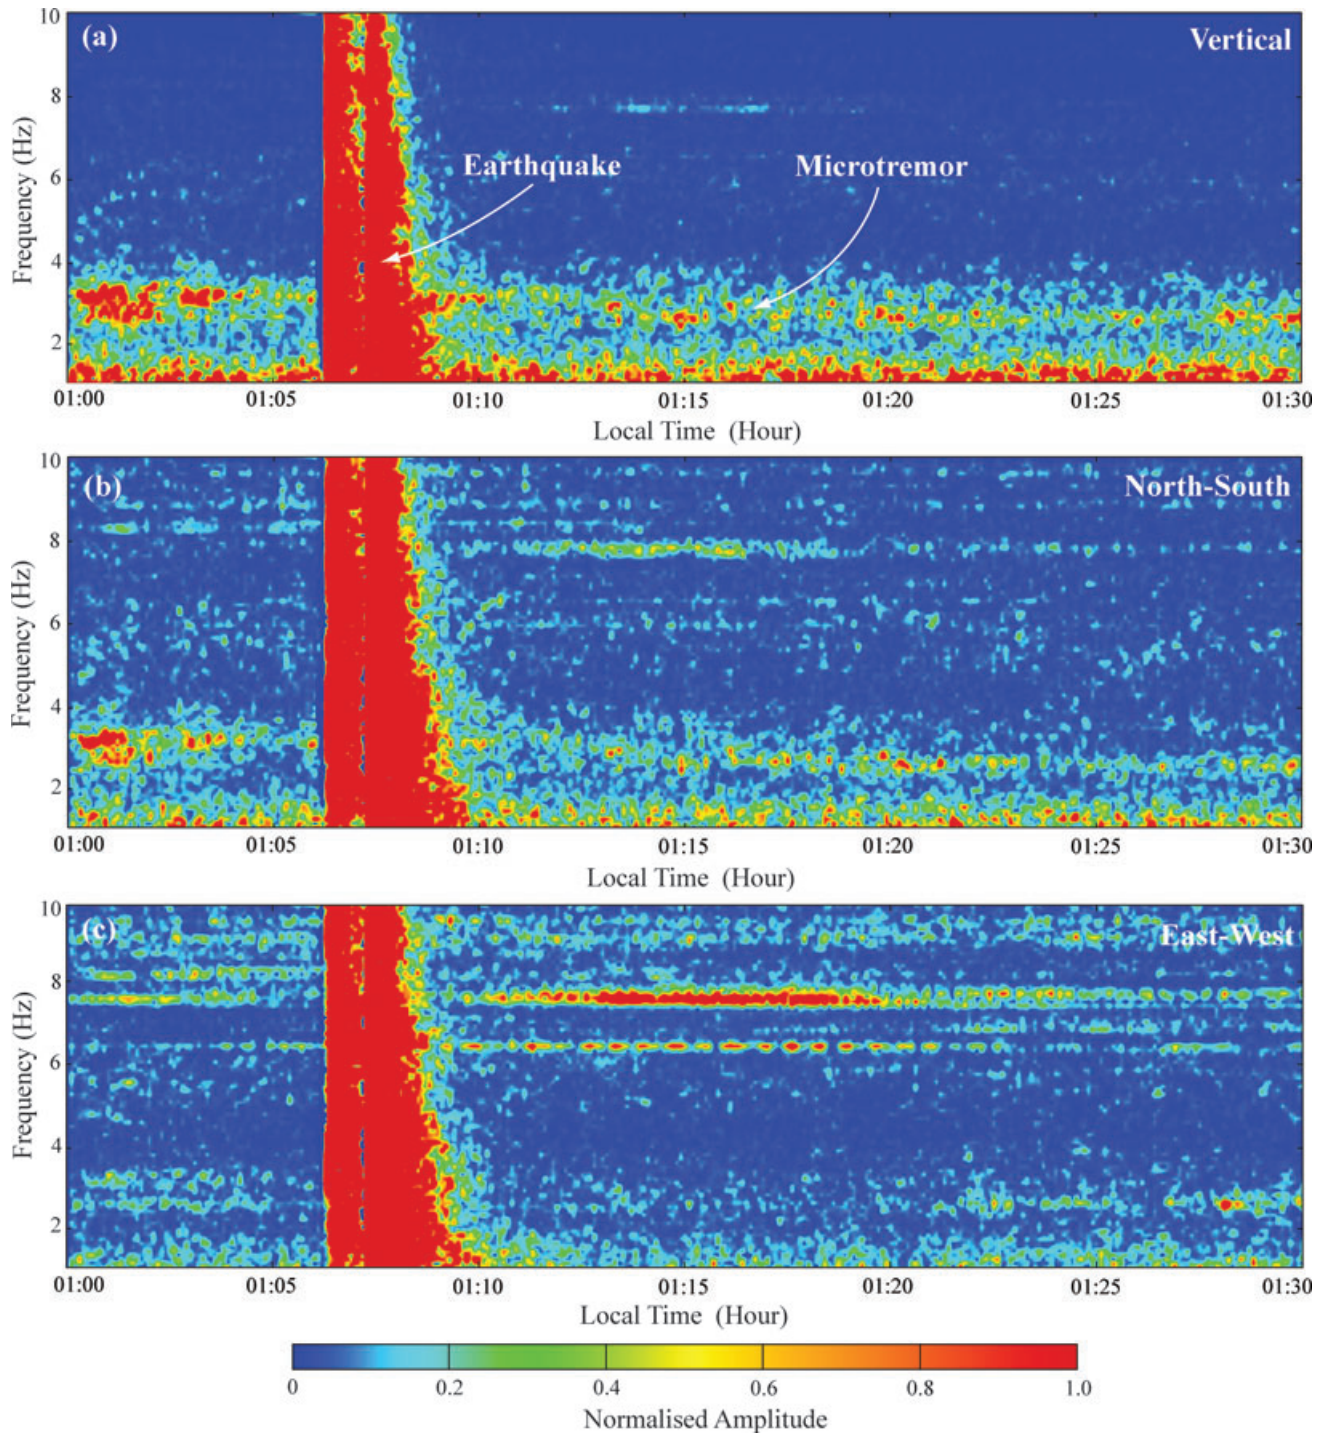 10
(a)
Vertical
8
Earthquake
Microtremor
6
4
2
Frequency (Hz)
01:00 01:05 01:10 01:15 01:20 01:25 01:30
Local Time (Hour)
10
(b)
North-South
8
6
4
2
Frequency (Hz)
01:00 01:05 01:10 01:15 01:20 01:25 01:30
Local Time (Hour)
10
(c)
East-West
8
6
4
2
Frequency (Hz)
01:00 01:05 01:10 01:15 01:20 01:25 01:30
Local Time (Hour)
0 0.2 0.4 0.6 0.8 1.0
Normalised Amplitude